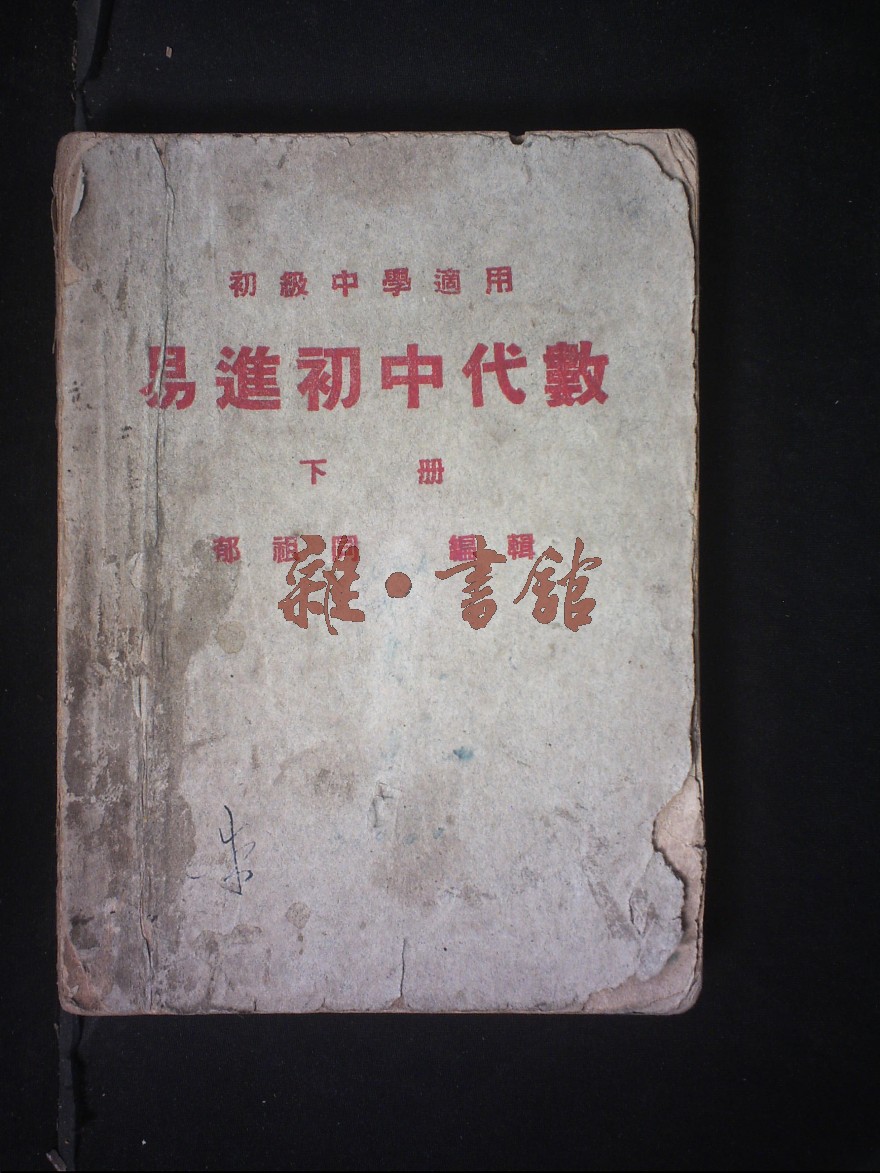 初級中學適用
易進初中代數
下册
郁祖同 編輯
雜·書館